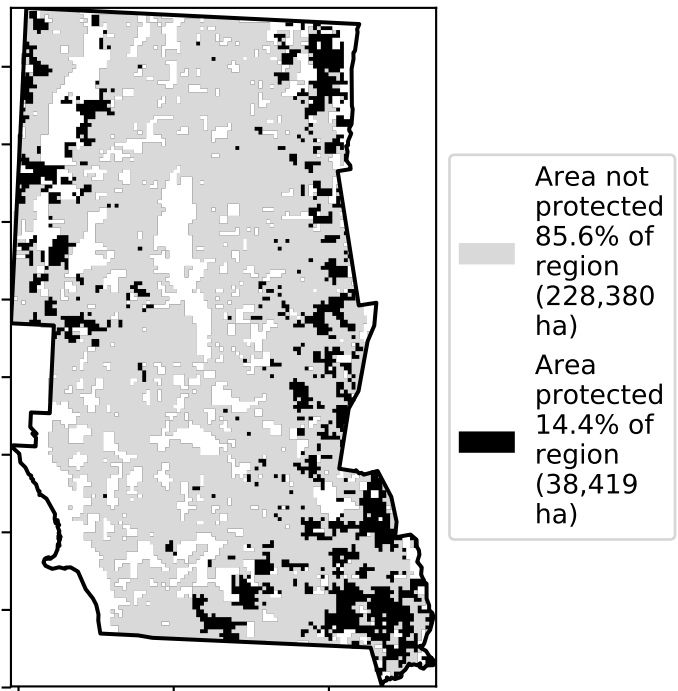 Area not
protected
85.6% of
region
(228,380
ha)
Area
protected
14.4% of
region
(38,419
ha)